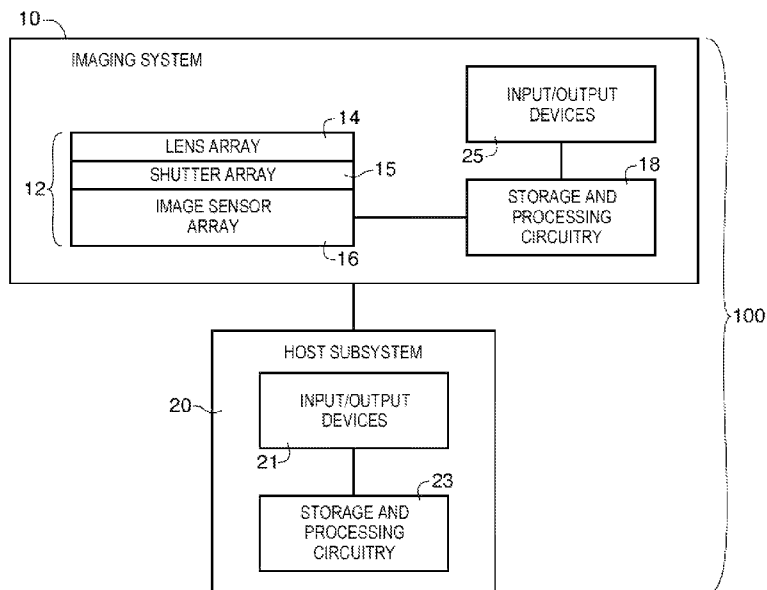 10
IMAGING SYSTEM
INPUT/OUTPUT
DEVICES
14
LENS ARRAY
15
SHUTTER ARRAY
12
IMAGE SENSOR
ARRAY
16
25
18
STORAGE AND
PROCESSING
CIRCUITRY
100
HOST SUBSYSTEM
20
INPUT/OUTPUT
DEVICES
21
23
STORAGE AND
PROCESSING
CIRCUITRY